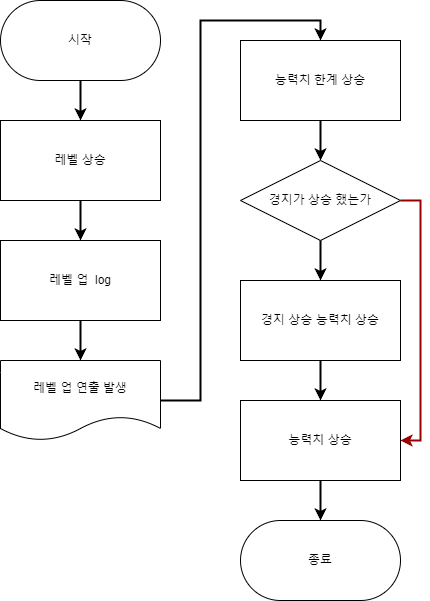 시작
레벨 상승
레벨 업 log
레벨 업 연출 발생
능력치 한계 상승
경지가 상승 했는가
경지 상승 능력치 상승
능력치 상승
종료